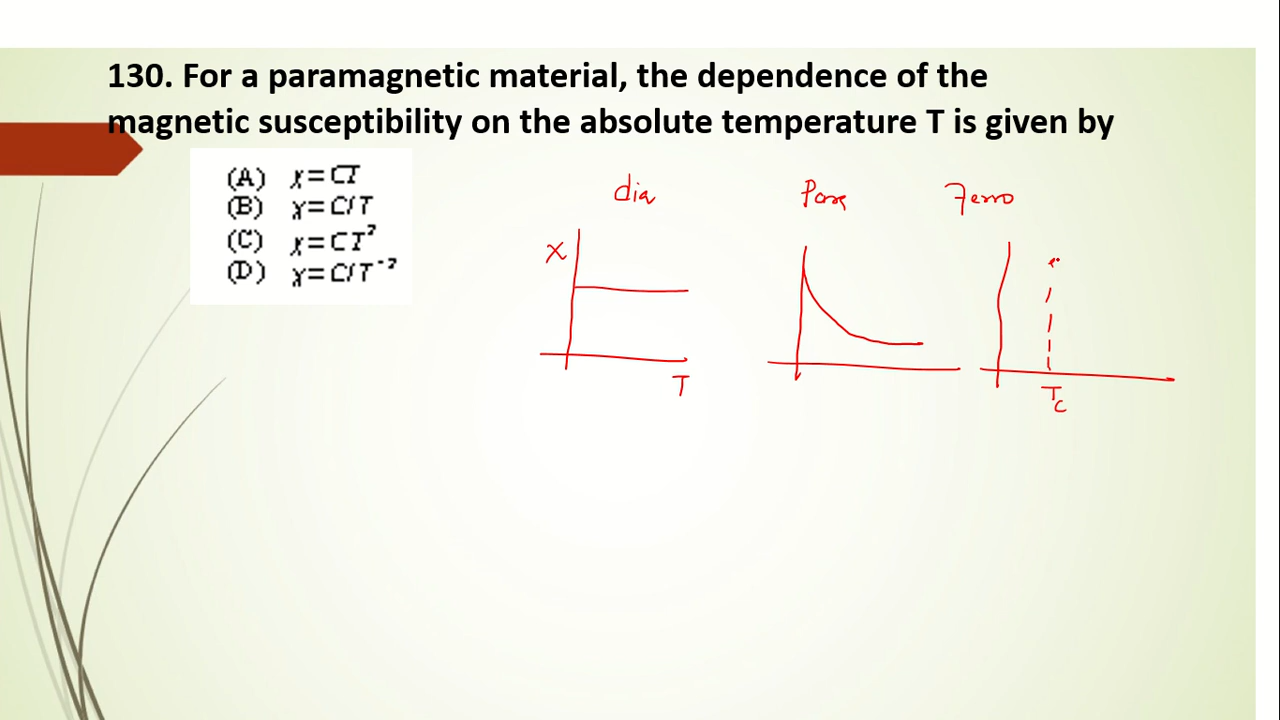 130. For a paramagnetic material, the dependence of the
magnetic susceptibility on the absolute temperature T is given by
(A) χ=CT
(B) χ=C/T
(C) χ=CT²
(D) χ=C/T⁻²
dia
Para
Ferro
χ
T
T_C